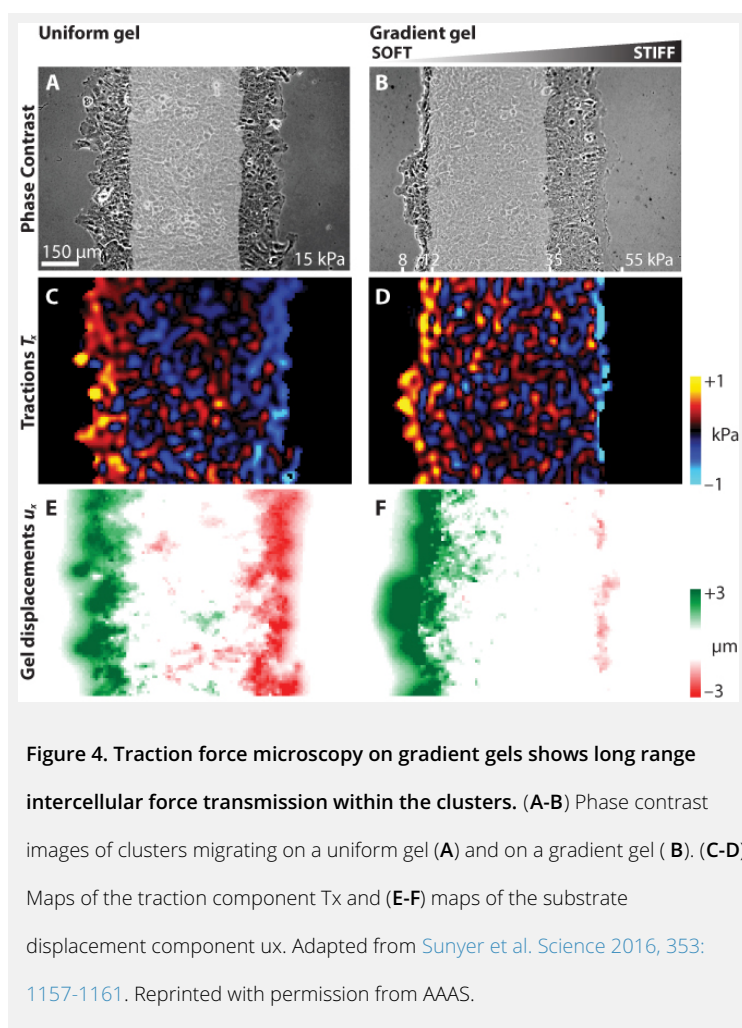 Uniform gel
Gradient gel
SOFT
STIFF
Phase Contrast
A
B
150 μm
15 kPa
8
12
35
55 kPa
Tractions Tx
C
D
+1
kPa
–1
Gel displacements ux
E
F
+3
μm
–3
Figure 4. Traction force microscopy on gradient gels shows long range
intercellular force transmission within the clusters. (A-B) Phase contrast
images of clusters migrating on a uniform gel (A) and on a gradient gel ( B). (C-D)
Maps of the traction component Tx and (E-F) maps of the substrate
displacement component ux. Adapted from Sunyer et al. Science 2016, 353:
1157-1161. Reprinted with permission from AAAS.